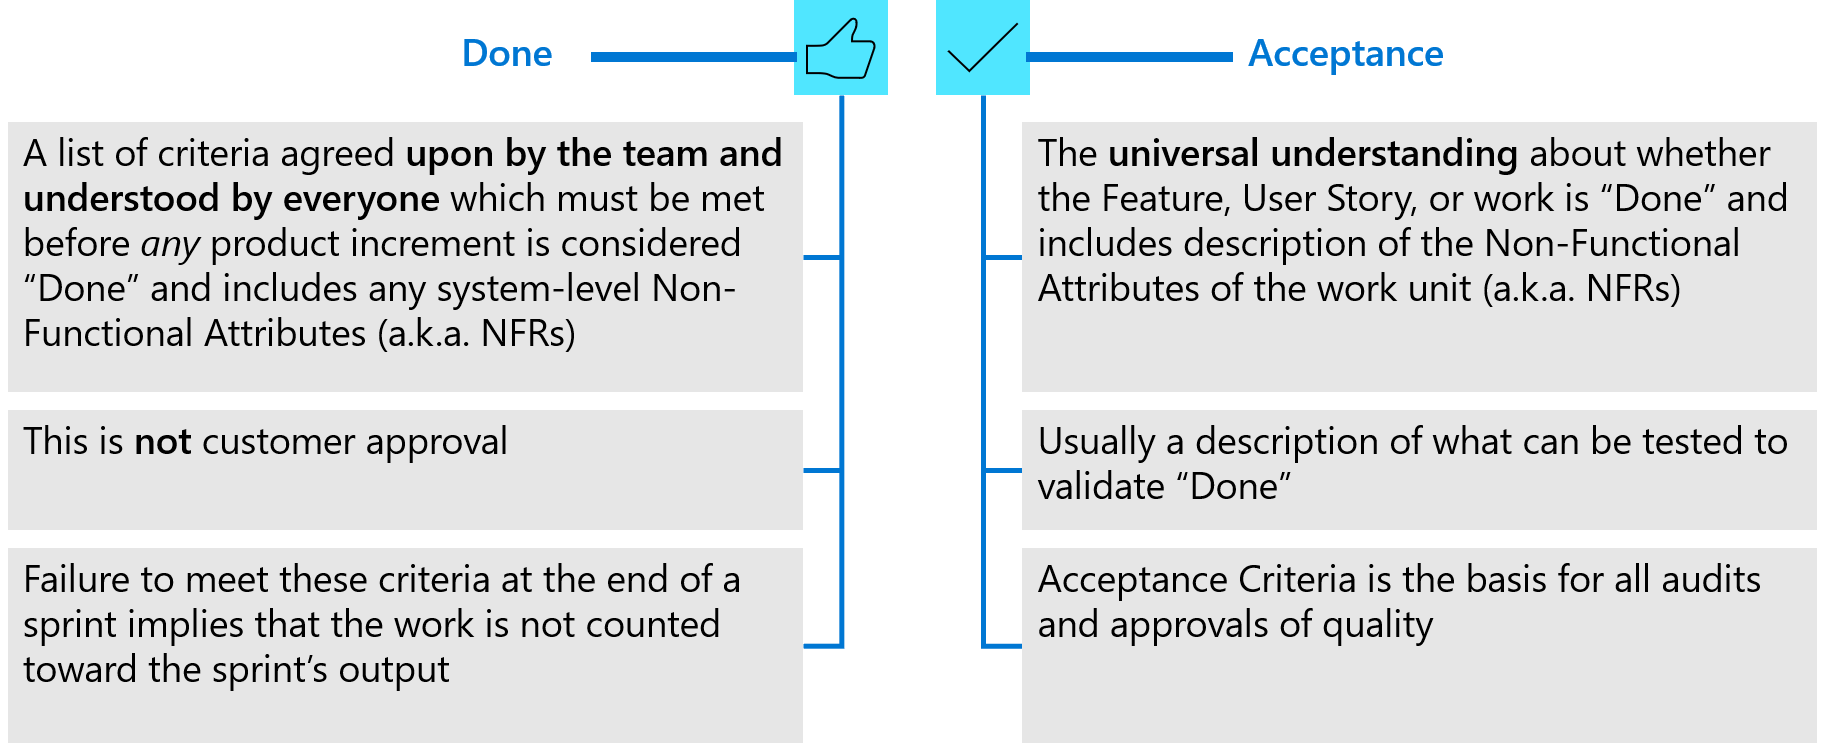 Done
A list of criteria agreed upon by the team and
understood by everyone which must be met
before any product increment is considered
“Done” and includes any system-level Non-
Functional Attributes (a.k.a. NFRs)
This is not customer approval
Failure to meet these criteria at the end of a
sprint implies that the work is not counted
toward the sprint’s output
Acceptance
The universal understanding about whether
the Feature, User Story, or work is “Done” and
includes description of the Non-Functional
Attributes of the work unit (a.k.a. NFRs)
Usually a description of what can be tested to
validate “Done”
Acceptance Criteria is the basis for all audits
and approvals of quality